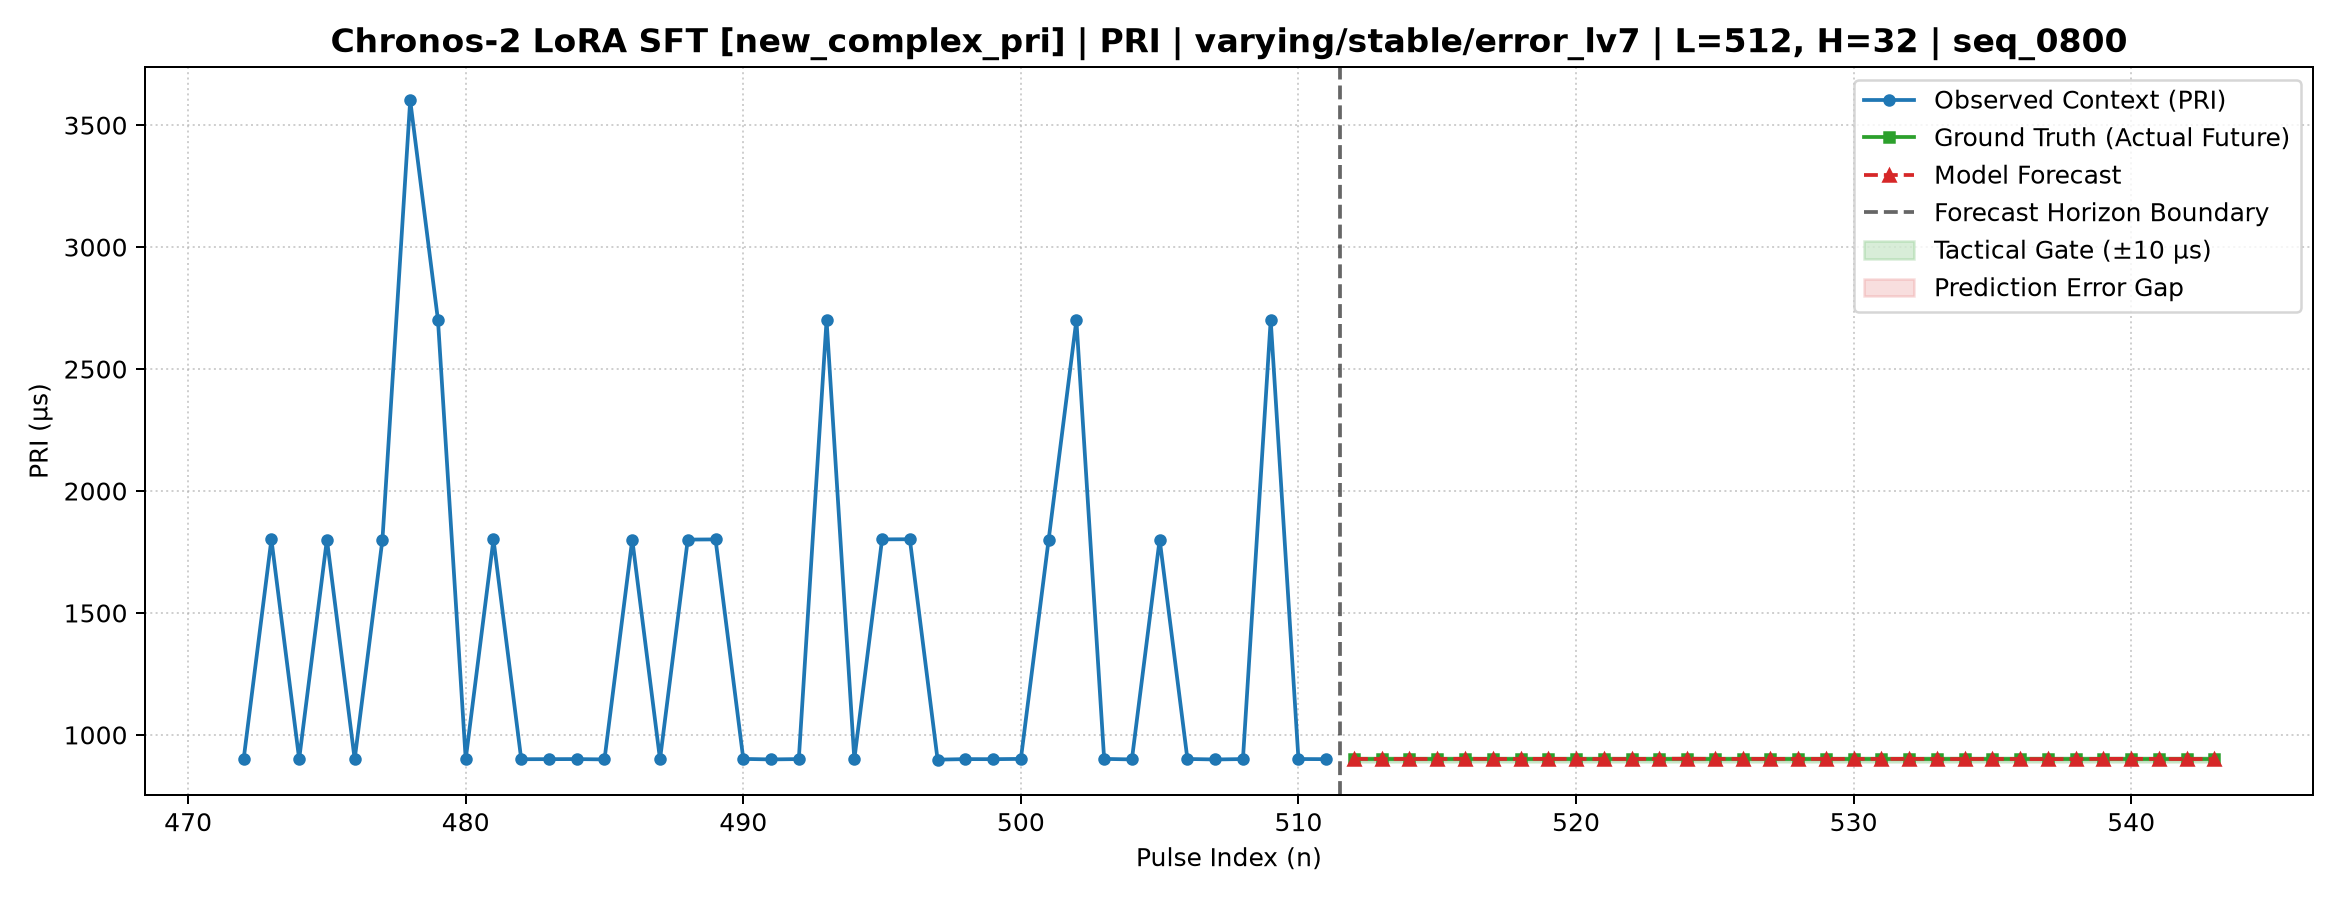 Chronos-2 LoRA SFT [new_complex_pri] | PRI | varying/stable/error_lv7 | L=512, H=32 | seq_0800
Observed Context (PRI)
Ground Truth (Actual Future)
Model Forecast
Forecast Horizon Boundary
Tactical Gate (±10 µs)
Prediction Error Gap
PRI (µs)
3500
3000
2500
2000
1500
1000
470 480 490 500 510 520 530 540
Pulse Index (n)